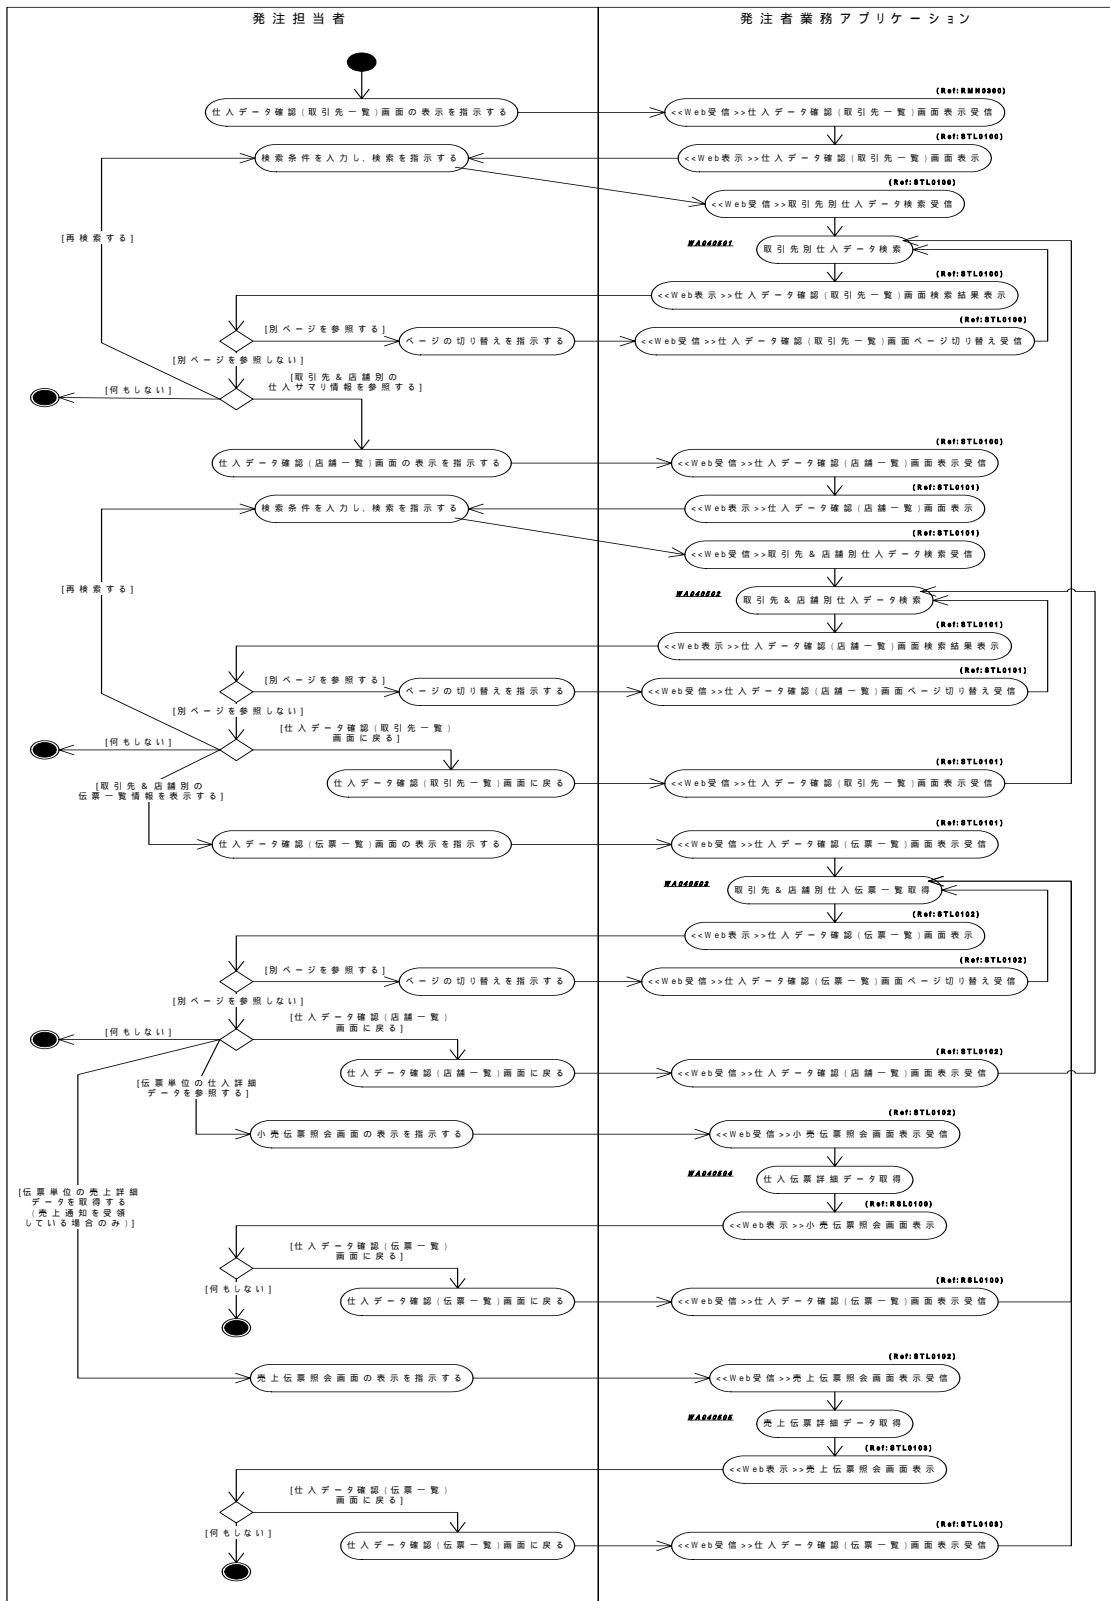 発注担当者
発注者業務アプリケーション
(Ref:RMN0300)
仕入データ確認(取引先一覧)画面の表示を指示する
<<Web受信>>仕入データ確認(取引先一覧)画面表示受信
(Ref:STL0100)
検索条件を入力し、検索を指示する
<<Web表示>>仕入データ確認(取引先一覧)画面表示
(Ref:STL0100)
<<Web受信>>取引先別仕入データ検索受信
[再検索する]
WA040501
取引先別仕入データ検索
(Ref:STL0100)
<<Web表示>>仕入データ確認(取引先一覧)画面検索結果表示
(Ref:STL0100)
[別ページを参照する]
ページの切り替えを指示する
<<Web受信>>仕入データ確認(取引先一覧)画面ページ切り替え受信
[別ページを参照しない]
[取引先&店舗別の
仕入サマリ情報を参照する]
[何もしない]
(Ref:STL0100)
仕入データ確認(店舗一覧)画面の表示を指示する
<<Web受信>>仕入データ確認(店舗一覧)画面表示受信
(Ref:STL0101)
検索条件を入力し、検索を指示する
<<Web表示>>仕入データ確認(店舗一覧)画面表示
(Ref:STL0101)
<<Web受信>>取引先&店舗別仕入データ検索受信
[再検索する]
WA040502
取引先&店舗別仕入データ検索
(Ref:STL0101)
<<Web表示>>仕入データ確認(店舗一覧)画面検索結果表示
(Ref:STL0101)
[別ページを参照する]
ページの切り替えを指示する
<<Web受信>>仕入データ確認(店舗一覧)画面ページ切り替え受信
[別ページを参照しない]
[仕入データ確認(取引先一覧)
画面に戻る]
[何もしない]
(Ref:STL0101)
[取引先&店舗別の
伝票一覧情報を表示する]
仕入データ確認(取引先一覧)画面に戻る
<<Web受信>>仕入データ確認(取引先一覧)画面表示受信
(Ref:STL0101)
仕入データ確認(伝票一覧)画面の表示を指示する
<<Web受信>>仕入データ確認(伝票一覧)画面表示受信
WA040503
取引先&店舗別仕入伝票一覧取得
(Ref:STL0102)
<<Web表示>>仕入データ確認(伝票一覧)画面表示
(Ref:STL0102)
[別ページを参照する]
ページの切り替えを指示する
<<Web受信>>仕入データ確認(伝票一覧)画面ページ切り替え受信
[別ページを参照しない]
[仕入データ確認(店舗一覧)
画面に戻る]
[何もしない]
(Ref:STL0102)
仕入データ確認(店舗一覧)画面に戻る
<<Web受信>>仕入データ確認(店舗一覧)画面表示受信
[伝票単位の仕入詳細
データを参照する]
(Ref:STL0102)
小売伝票照会画面の表示を指示する
<<Web受信>>小売伝票照会画面表示受信
WA040504
仕入伝票詳細データ取得
[伝票単位の売上詳細
データを取得する
(売上通知を受領
している場合のみ)]
(Ref:RSL0100)
<<Web表示>>小売伝票照会画面表示
[仕入データ確認(伝票一覧)
画面に戻る]
[何もしない]
(Ref:RSL0100)
仕入データ確認(伝票一覧)画面に戻る
<<Web受信>>仕入データ確認(伝票一覧)画面表示受信
(Ref:STL0102)
売上伝票照会画面の表示を指示する
<<Web受信>>売上伝票照会画面表示受信
WA040505
売上伝票詳細データ取得
(Ref:STL0103)
<<Web表示>>売上伝票照会画面表示
[仕入データ確認(伝票一覧)
画面に戻る]
[何もしない]
(Ref:STL0103)
仕入データ確認(伝票一覧)画面に戻る
<<Web受信>>仕入データ確認(伝票一覧)画面表示受信